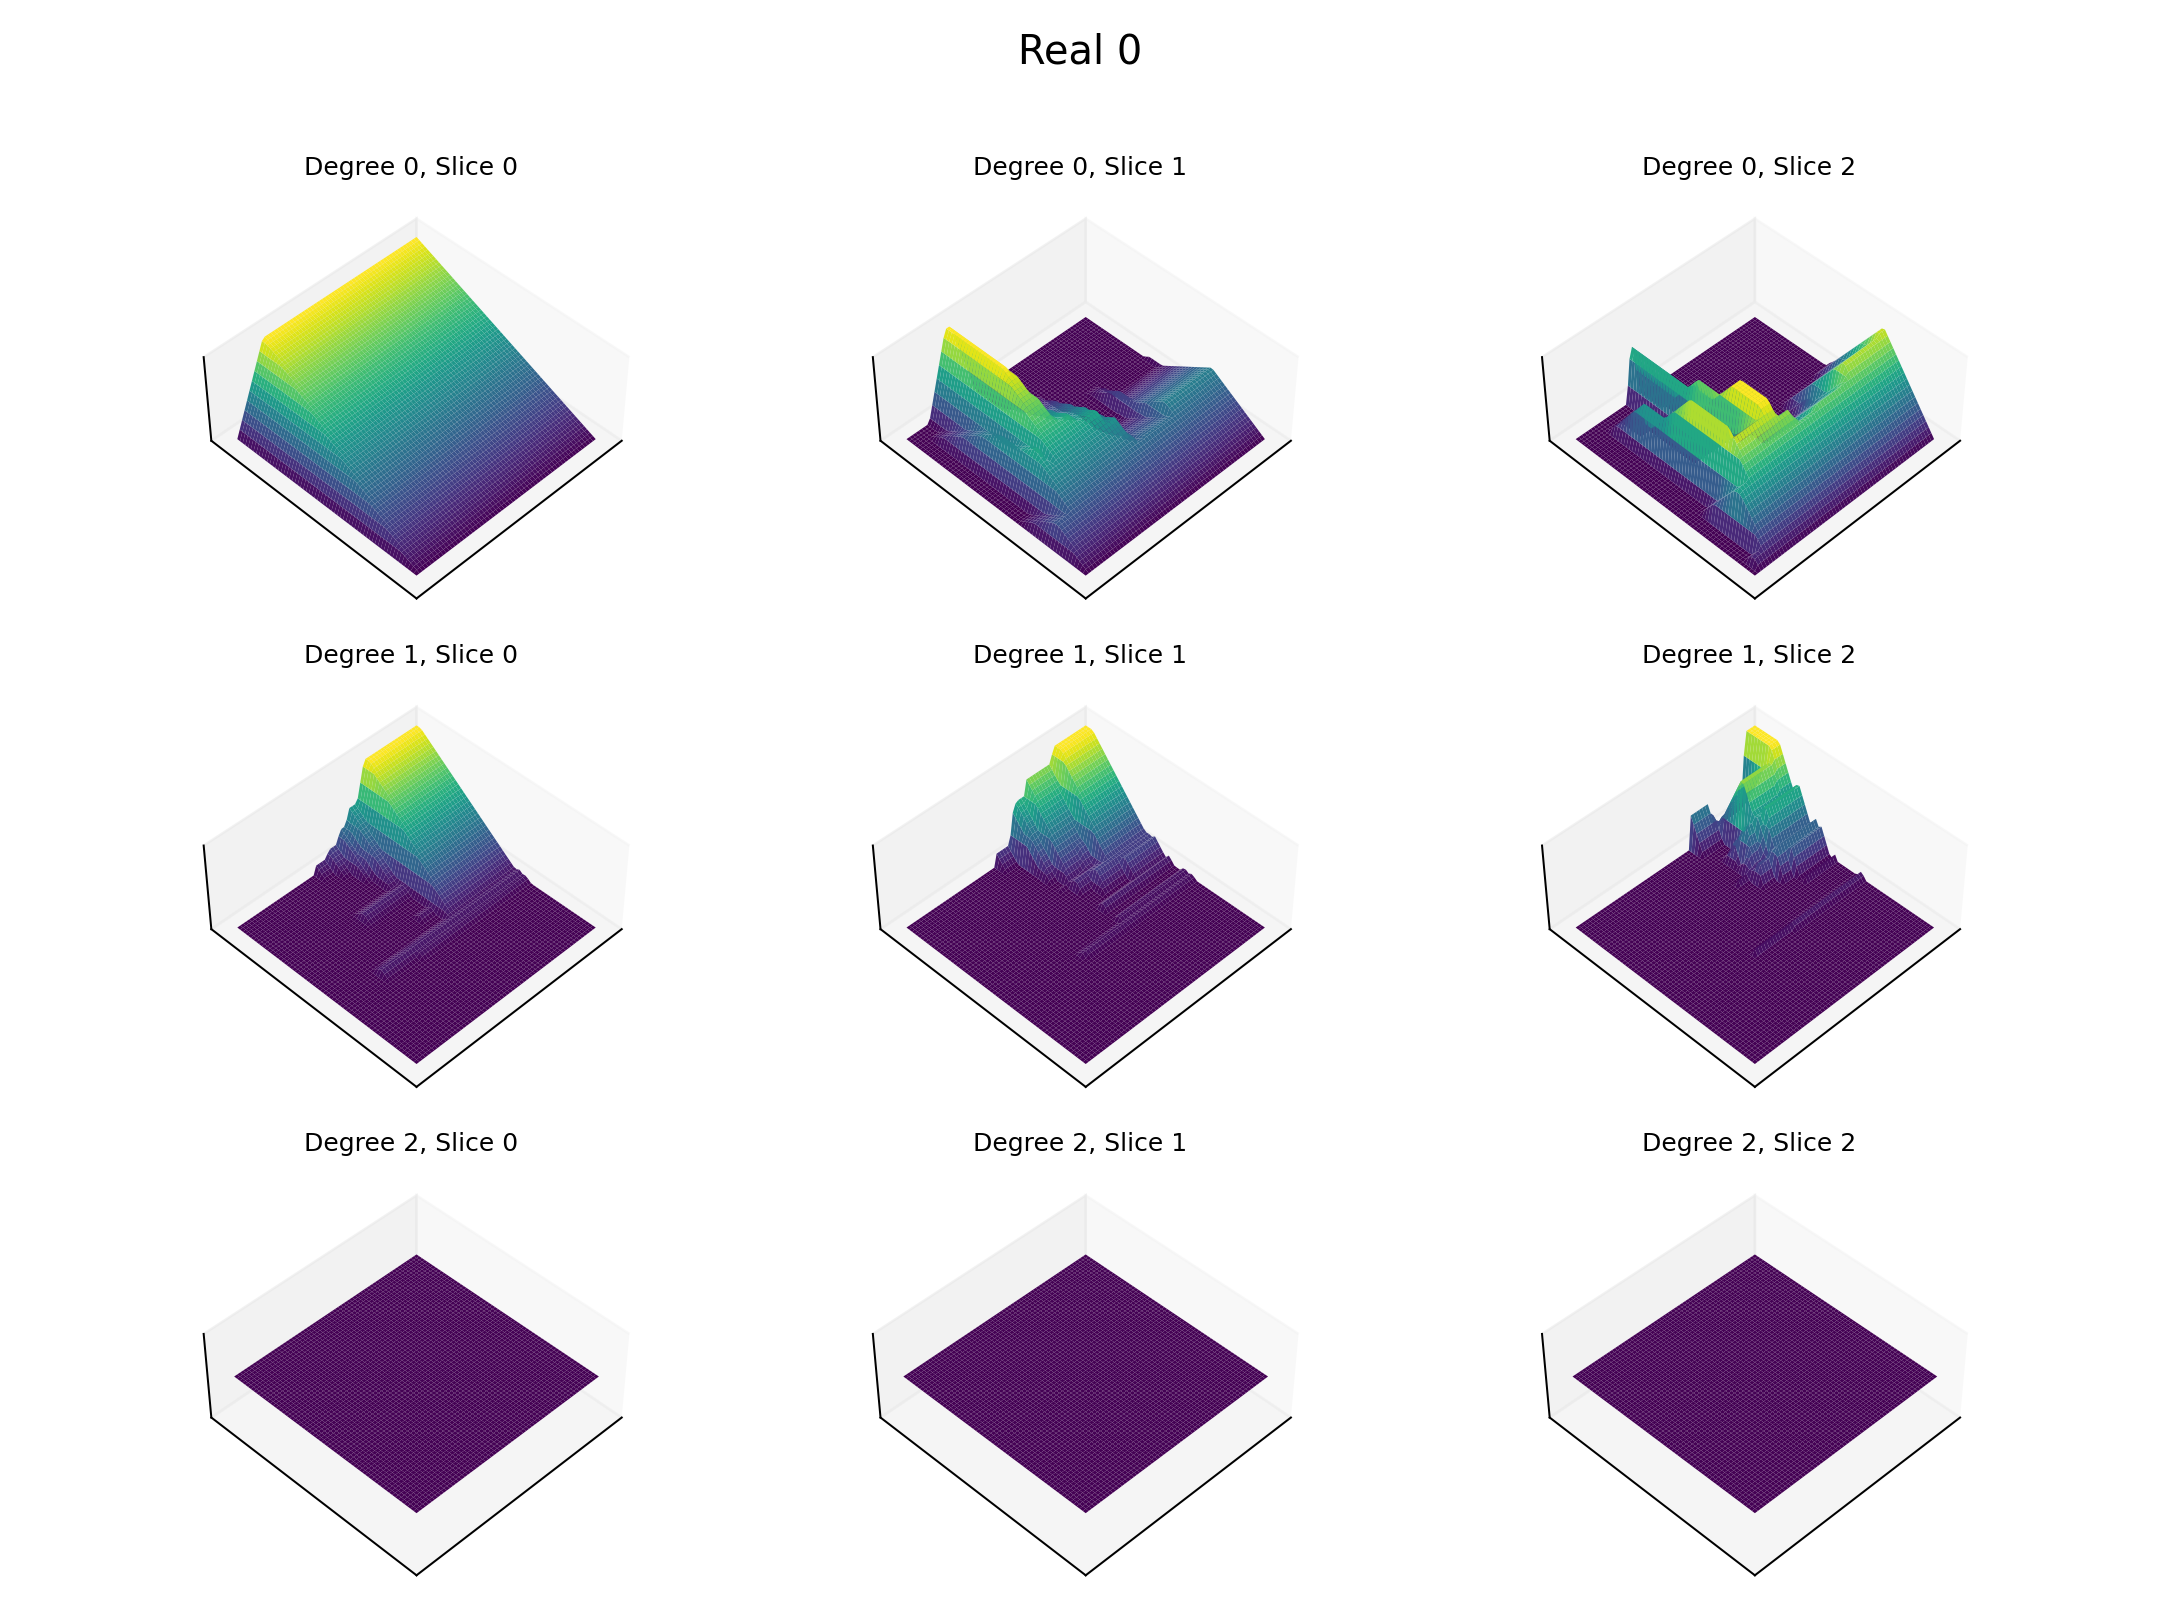 Real 0
Degree 0, Slice 0
Degree 0, Slice 1
Degree 0, Slice 2
Degree 1, Slice 0
Degree 1, Slice 1
Degree 1, Slice 2
Degree 2, Slice 0
Degree 2, Slice 1
Degree 2, Slice 2